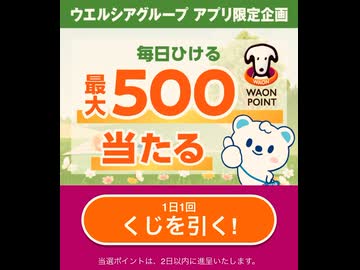 ウエルシアグループ アプリ限定企画
毎日ひける
最大500
WAON
WAON
POINT
当たる
1日1回
くじを引く!
当選ポイントは、2日以内に進呈いたします。